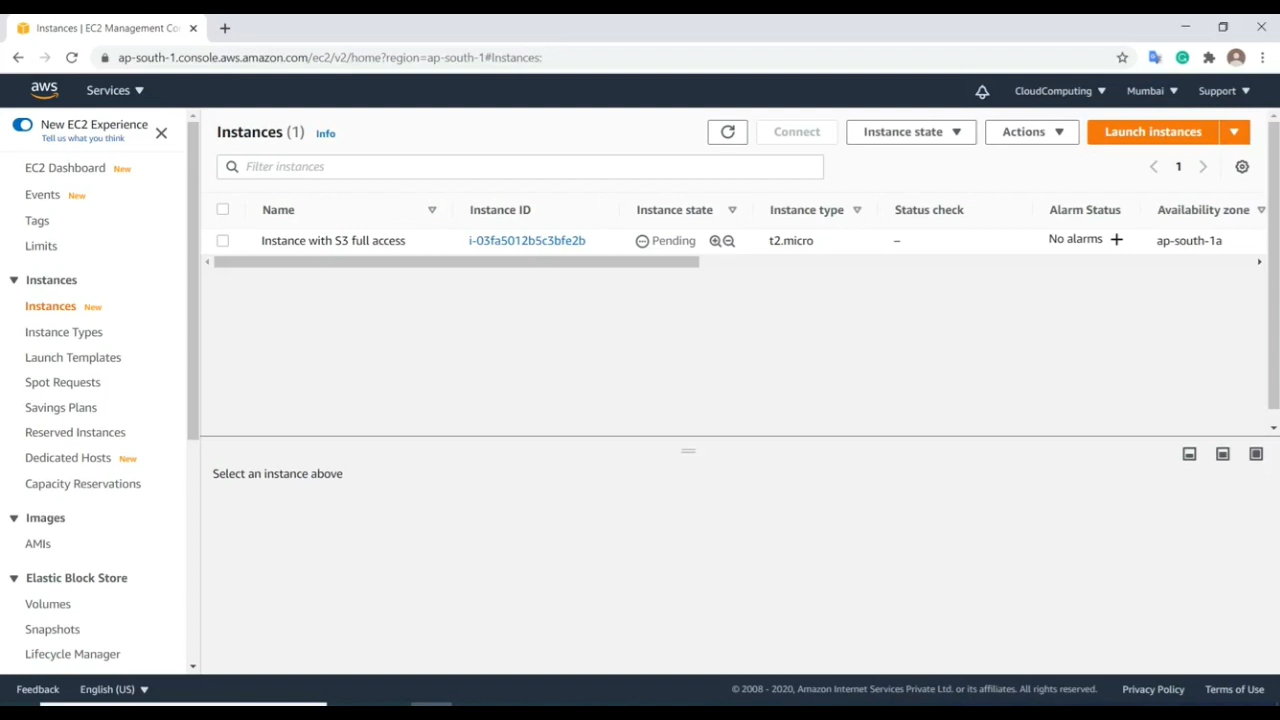 Instances | EC2 Management Co
ap-south-1.console.aws.amazon.com/ec2/v2/home?region=ap-south-1#Instances:
aws Services CloudComputing Mumbai Support
New EC2 Experience
Tell us what you think
EC2 Dashboard New
Events New
Tags
Limits
Instances
Instances New
Instance Types
Launch Templates
Spot Requests
Savings Plans
Reserved Instances
Dedicated Hosts New
Capacity Reservations
Images
AMIs
Elastic Block Store
Volumes
Snapshots
Lifecycle Manager
Instances (1) Info Connect Instance state Actions Launch instances
Filter instances 1
Name Instance ID Instance state Instance type Status check Alarm Status Availability zone
Instance with S3 full access i-03fa5012b5c3bfe2b Pending t2.micro – No alarms + ap-south-1a
Select an instance above
Feedback English (US) © 2008 - 2020, Amazon Internet Services Private Ltd. or its affiliates. All rights reserved. Privacy Policy Terms of Use